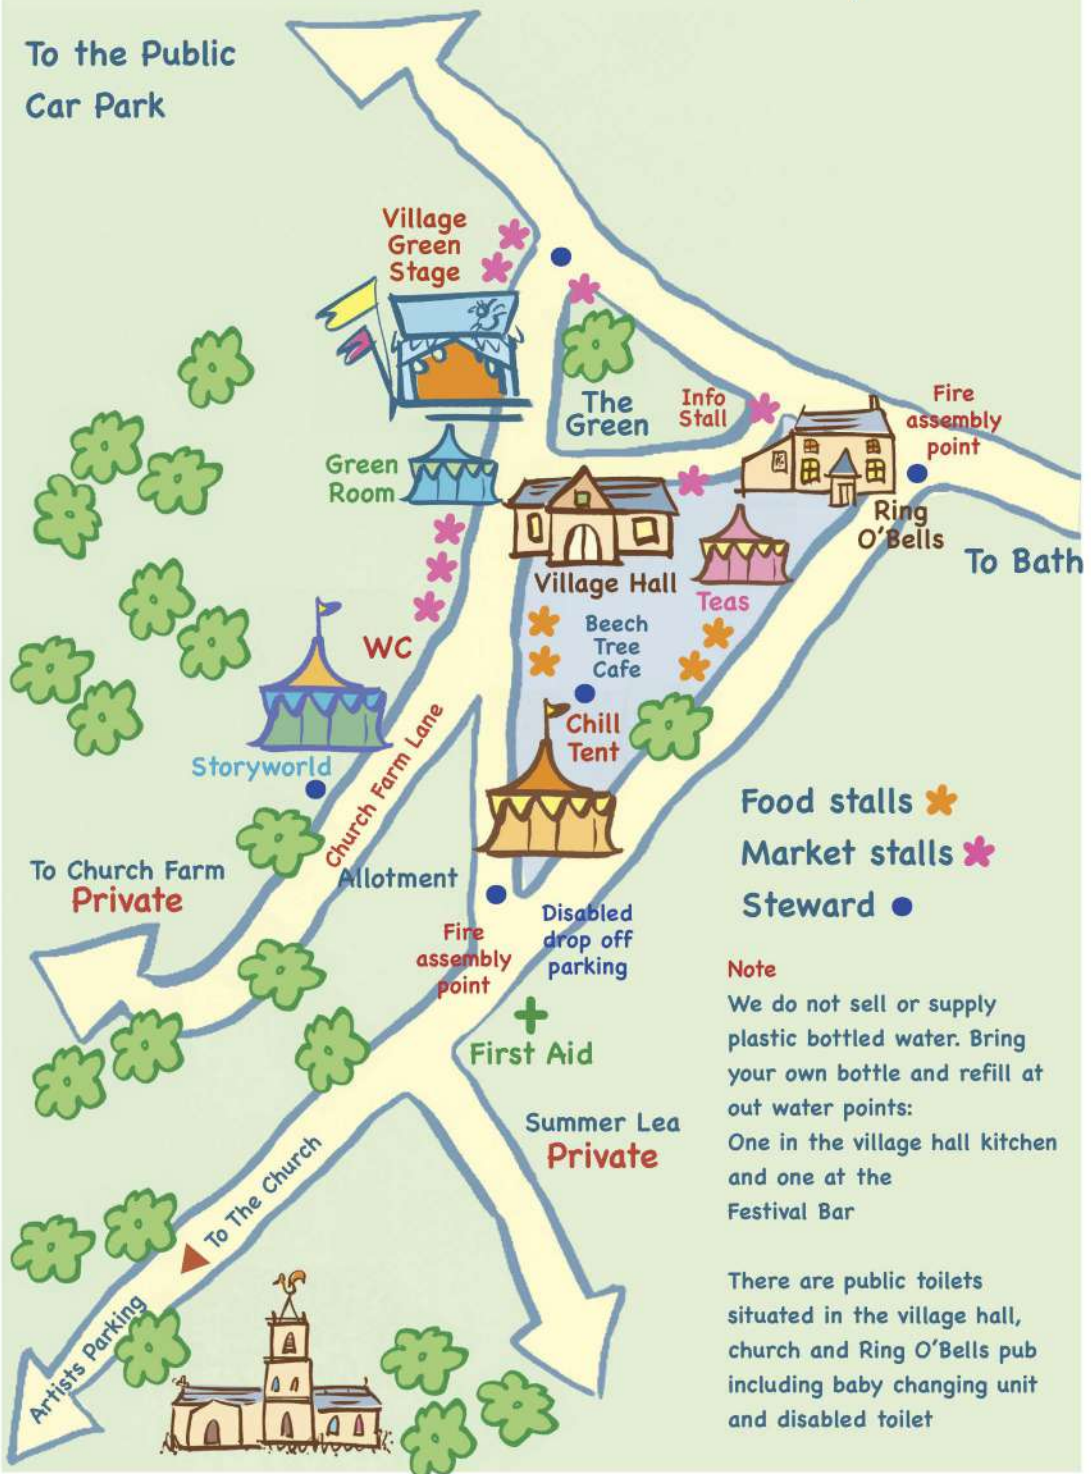 To the Public
Car Park
Village
Green
Stage
The
Green
Info
Stall
Fire
assembly
point
Green
Room
Ring
O'Bells
To Bath
Village Hall
Teas
WC
Beech
Tree
Cafe
Chill
Tent
Storyworld
Church Farm Lane
Food stalls
Market stalls
Steward
To Church Farm
Private
Allotment
Disabled
drop off
parking
Fire
assembly
point
First Aid
Summer Lea
Private
Note
We do not sell or supply
plastic bottled water. Bring
your own bottle and refill at
out water points:
One in the village hall kitchen
and one at the
Festival Bar
There are public toilets
situated in the village hall,
church and Ring O'Bells pub
including baby changing unit
and disabled toilet
To The Church
Artists Parking